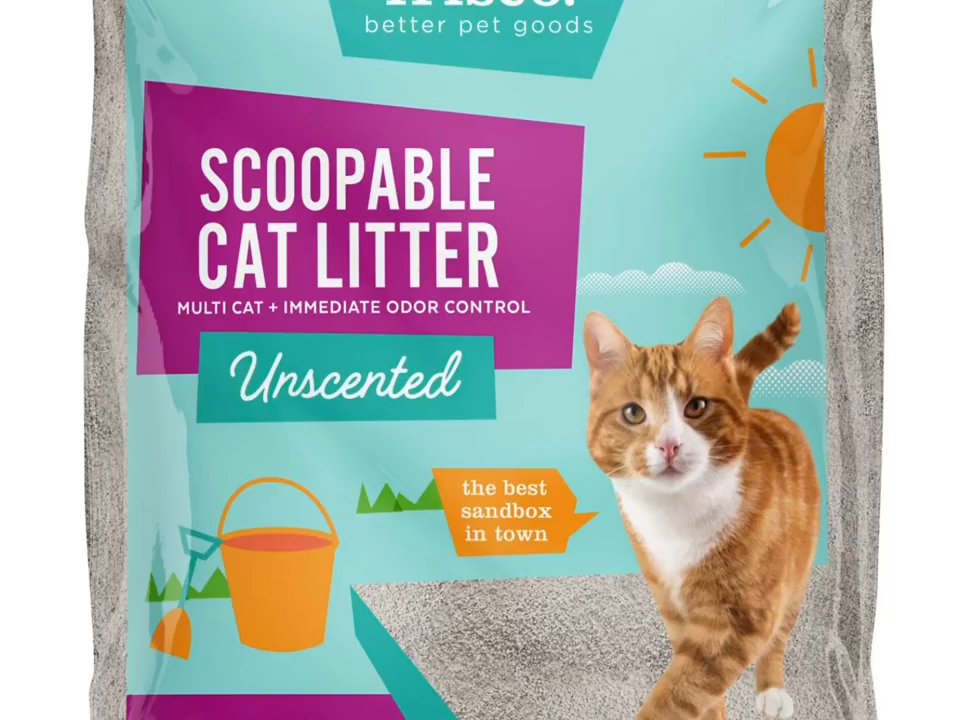 better pet goods
SCOOPABLE
CAT LITTER
MULTI CAT + IMMEDIATE ODOR CONTROL
Unscented
the best
sandbox
in town